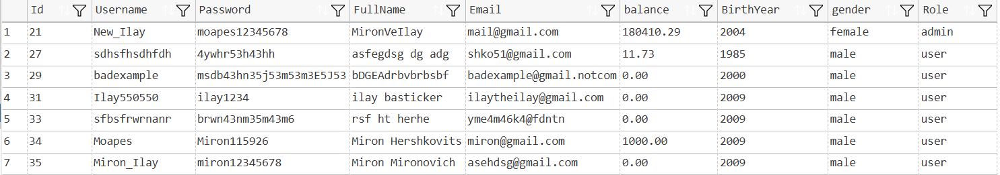 Id Username Password FullName Email balance BirthYear gender Role
1 21 New_Ilay moapes12345678 MironVeIlay mail@gmail.com 180410.29 2004 female admin
2 27 sdhsfhsdhfdh 4ywhr53h43hh asfegdsg dg adg shko51@gmail.com 11.73 1985 male user
3 29 badexample msdb43hn35j53m53m3E5J53 bDGEAdrbvbrbsbf badexample@gmail.notcom 0.00 2000 male user
4 31 Ilay550550 ilay1234 ilay basticker ilaytheilay@gmail.com 0.00 2009 male user
5 33 sfbsfrwrnanr brwn43nm35m43m6 rsf ht herhe yme4m46k4@fdntn 0.00 2009 male user
6 34 Moapes Miron115926 Miron Hershkovits miron@gmail.com 1000.00 2009 male user
7 35 Miron_Ilay miron12345678 Miron Mironovich asehdsg@gmail.com 0.00 2009 male user